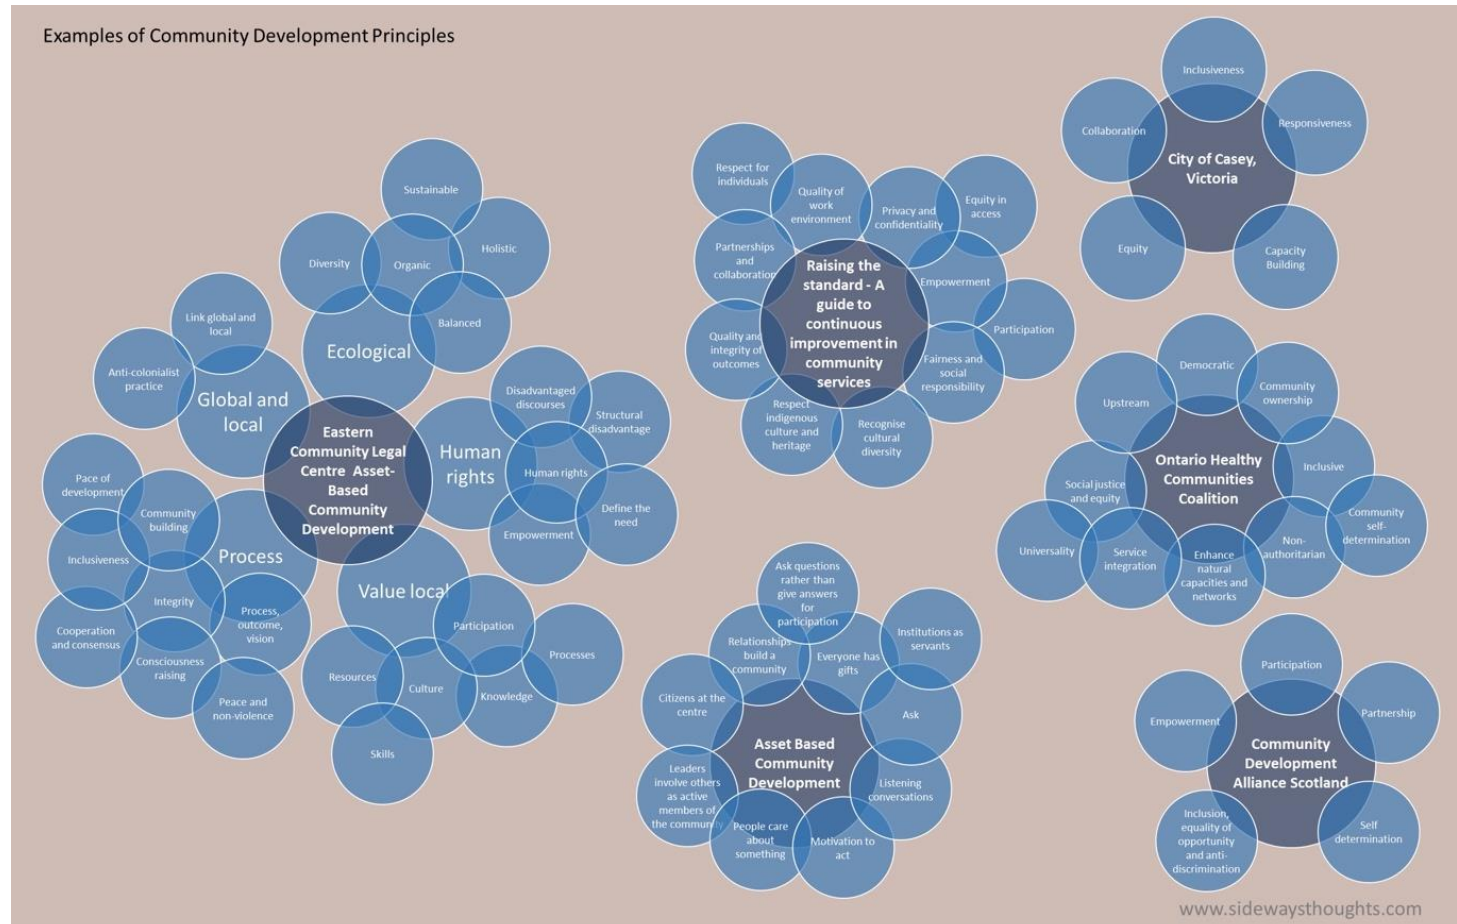 Examples of Community Development Principles
Sustainable
Diversity
Organic
Holistic
Balanced
Ecological
Link global and
local
Anti-colonialist
practice
Global and
local
Eastern
Community Legal
Centre Asset-
Based
Community
Development
Disadvantaged
discourses
Structural
disadvantage
Human
rights
Human rights
Define the
need
Empowerment
Pace of
development
Community
building
Inclusiveness
Process
Integrity
Process,
outcome,
vision
Cooperation
and consensus
Consciousness
raising
Peace and
non-violence
Value local
Participation
Processes
Resources
Culture
Knowledge
Skills
Respect for
individuals
Quality of
work
environment
Privacy and
confidentiality
Equity in
access
Partnerships
and
collaboration
Empowerment
Raising the
standard - A
guide to
continuous
improvement in
community
services
Participation
Quality and
integrity of
outcomes
Fairness and
social
responsibility
Respect
indigenous
culture and
heritage
Recognise
cultural
diversity
Ask questions
rather than
give answers
for
participation
Relationships
build a
community
Everyone has
gifts
Institutions as
servants
Citizens at the
centre
Ask
Asset Based
Community
Development
Leaders
involve others
as active
members of
the community
Listening
conversations
People care
about
something
Motivation to
act
Inclusiveness
Collaboration
Responsiveness
City of Casey,
Victoria
Equity
Capacity
Building
Democratic
Upstream
Community
ownership
Ontario Healthy
Communities
Coalition
Inclusive
Social justice
and equity
Community
self-
determination
Universality
Service
integration
Enhance
natural
capacities and
networks
Non-
authoritarian
Participation
Empowerment
Partnership
Community
Development
Alliance Scotland
Inclusion,
equality of
opportunity
and anti-
discrimination
Self
determination
www.sidewaysthoughts.com